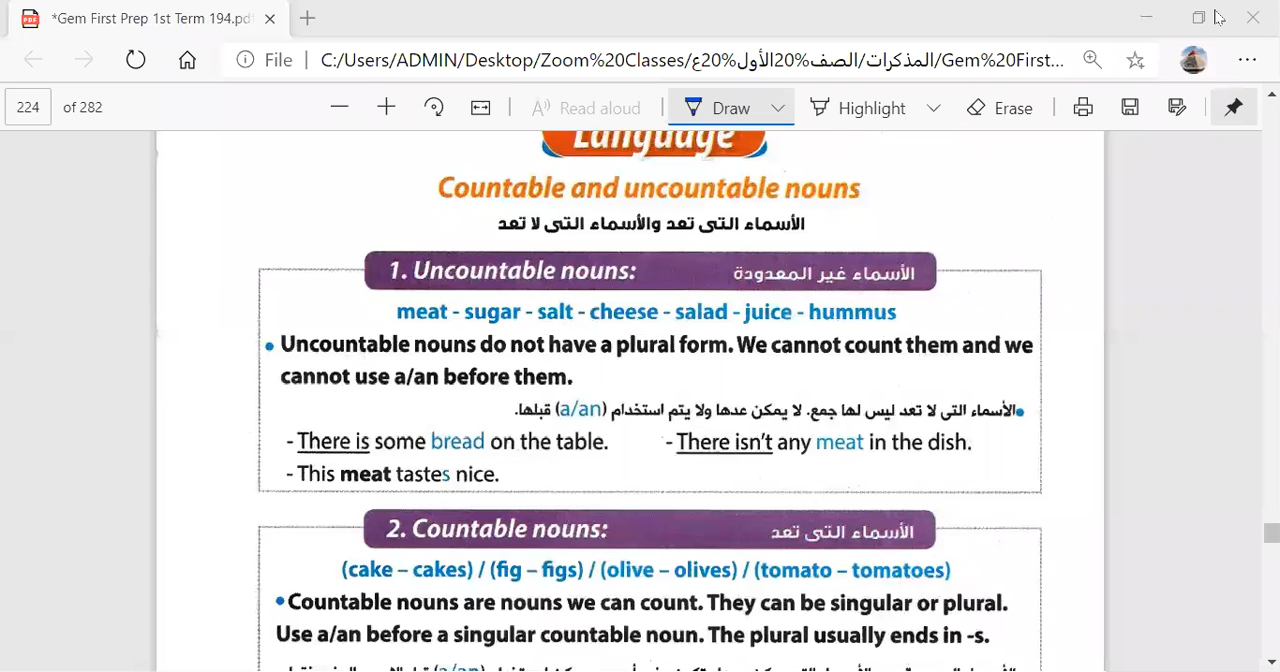 *Gem First Prep 1st Term 194.pdf
File C:/Users/ADMIN/Desktop/Zoom%20Classes/المذكرات/الصف%20الأول%20ع/Gem%20First...
224 of 282 Read aloud Draw Highlight Erase
Language
Countable and uncountable nouns
الأسماء التى تعد والأسماء التى لا تعد
1. Uncountable nouns: الأسماء غير المعدودة
meat - sugar - salt - cheese - salad - juice - hummus
• Uncountable nouns do not have a plural form. We cannot count them and we
cannot use a/an before them.
•الأسماء التى لا تعد ليس لها جمع. لا يمكن عدها ولا يتم استخدام (a/an) قبلها.
- There is some bread on the table. - There isn't any meat in the dish.
- This meat tastes nice.
2. Countable nouns: الأسماء التى تعد
(cake – cakes) / (fig – figs) / (olive – olives) / (tomato – tomatoes)
•Countable nouns are nouns we can count. They can be singular or plural.
Use a/an before a singular countable noun. The plural usually ends in -s.